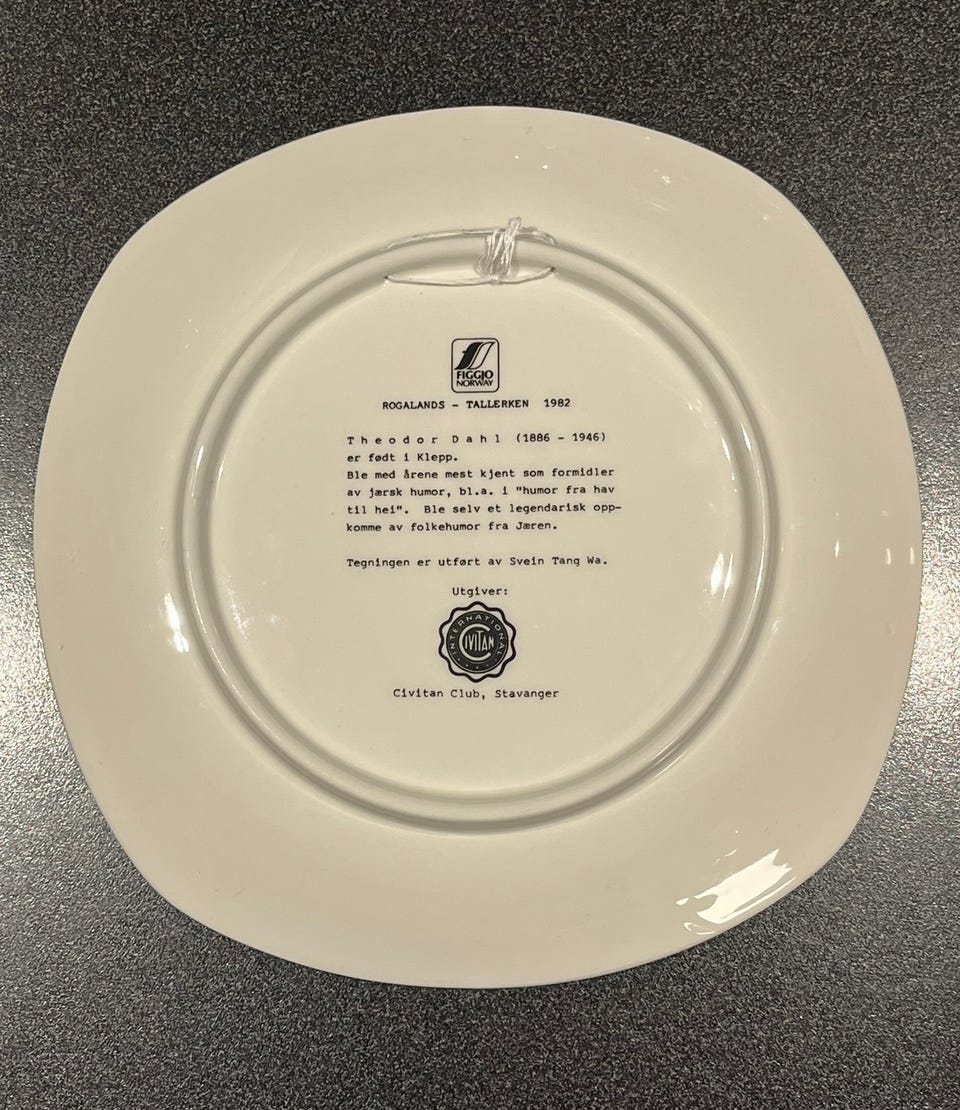 FIGGJO
NORWAY
ROGALANDS - TALLERKEN 1982
Theodor Dahl (1886 - 1946)
er født i Klepp.
Ble med årene mest kjent som formidler
av jærsk humor, bl.a. i "humor fra hav
til hei". Ble selv et legendarisk opp-
komme av folkehumor fra Jæren.
Tegningen er utført av Svein Tang Wa.
Utgiver:
INTERNATIONAL
CIVITAN
Civitan Club, Stavanger